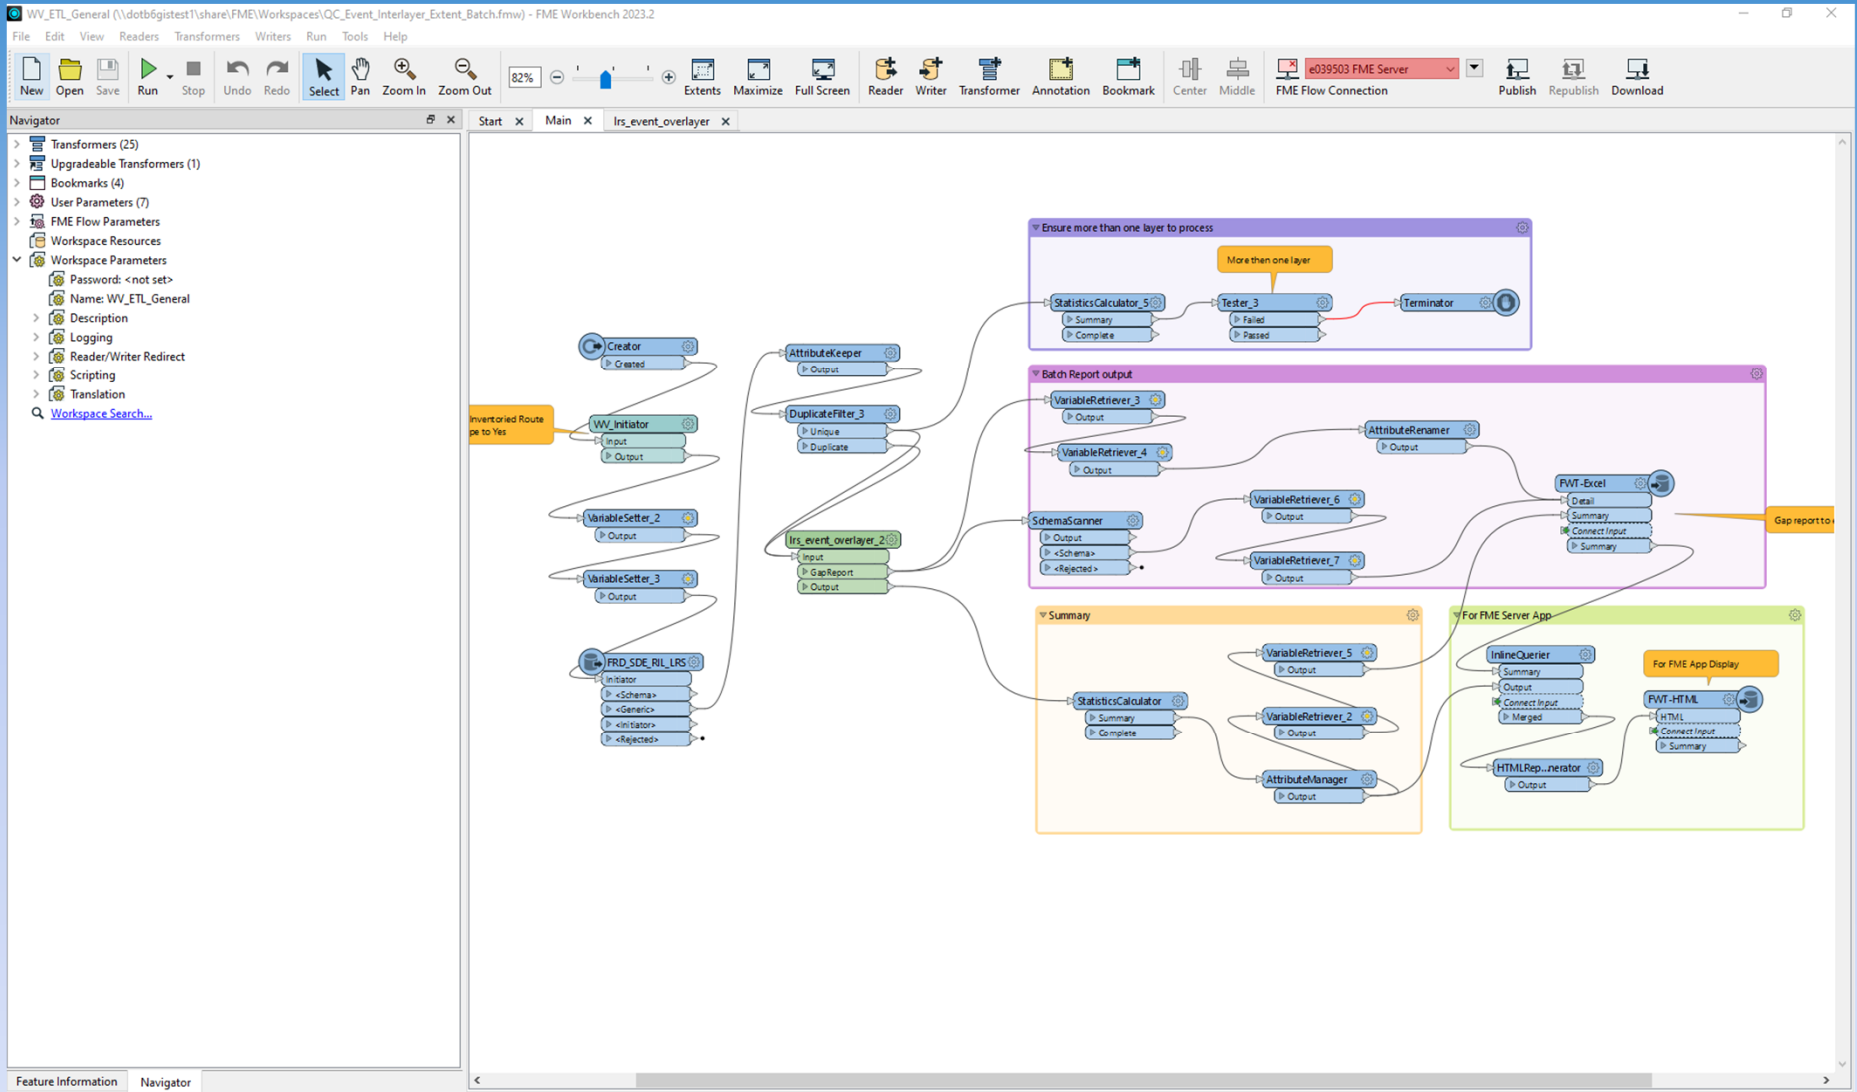 WV_ETL_General (\\dotb6gistest1\share\FME\Workspaces\QC_Event_Interlayer_Extent_Batch.fmw) - FME Workbench 2023.2
File Edit View Readers Transformers Writers Run Tools Help
New Open Save Run Stop Undo Redo Select Pan Zoom In Zoom Out 82% Extents Maximize Full Screen Reader Writer Transformer Annotation Bookmark Center Middle e039503 FME Server FME Flow Connection Publish Republish Download
Navigator
Transformers (25)
Upgradeable Transformers (1)
Bookmarks (4)
User Parameters (7)
FME Flow Parameters
Workspace Resources
Workspace Parameters
Password: <not set>
Name: WV_ETL_General
Description
Logging
Reader/Writer Redirect
Scripting
Translation
Workspace Search...
Feature Information Navigator
Start Main lrs_event_overlayer
Inventoried Route
pe to Yes
Creator
Created
WV_Initiator
Input
Output
VariableSetter_2
Output
VariableSetter_3
Output
FRD_SDE_RIL_LRS
Initiator
<Schema>
<Generic>
<Initiator>
<Rejected>
AttributeKeeper
Output
DuplicateFilter_3
Unique
Duplicate
lrs_event_overlayer_2
Input
GapReport
Output
Ensure more than one layer to process
More then one layer
StatisticsCalculator_5
Summary
Complete
Tester_3
Failed
Passed
Terminator
Batch Report output
VariableRetriever_3
Output
VariableRetriever_4
Output
AttributeRenamer
Output
SchemaScanner
Output
<Schema>
<Rejected>
VariableRetriever_6
Output
VariableRetriever_7
Output
FWT-Excel
Detail
Summary
Connect Input
Summary
Gap report to
Summary
StatisticsCalculator
Summary
Complete
VariableRetriever_5
Output
VariableRetriever_2
Output
AttributeManager
Output
For FME Server App
InlineQuerier
Summary
Output
Connect Input
Merged
HTMLRep...nerator
Output
For FME App Display
FWT-HTML
HTML
Connect Input
Summary